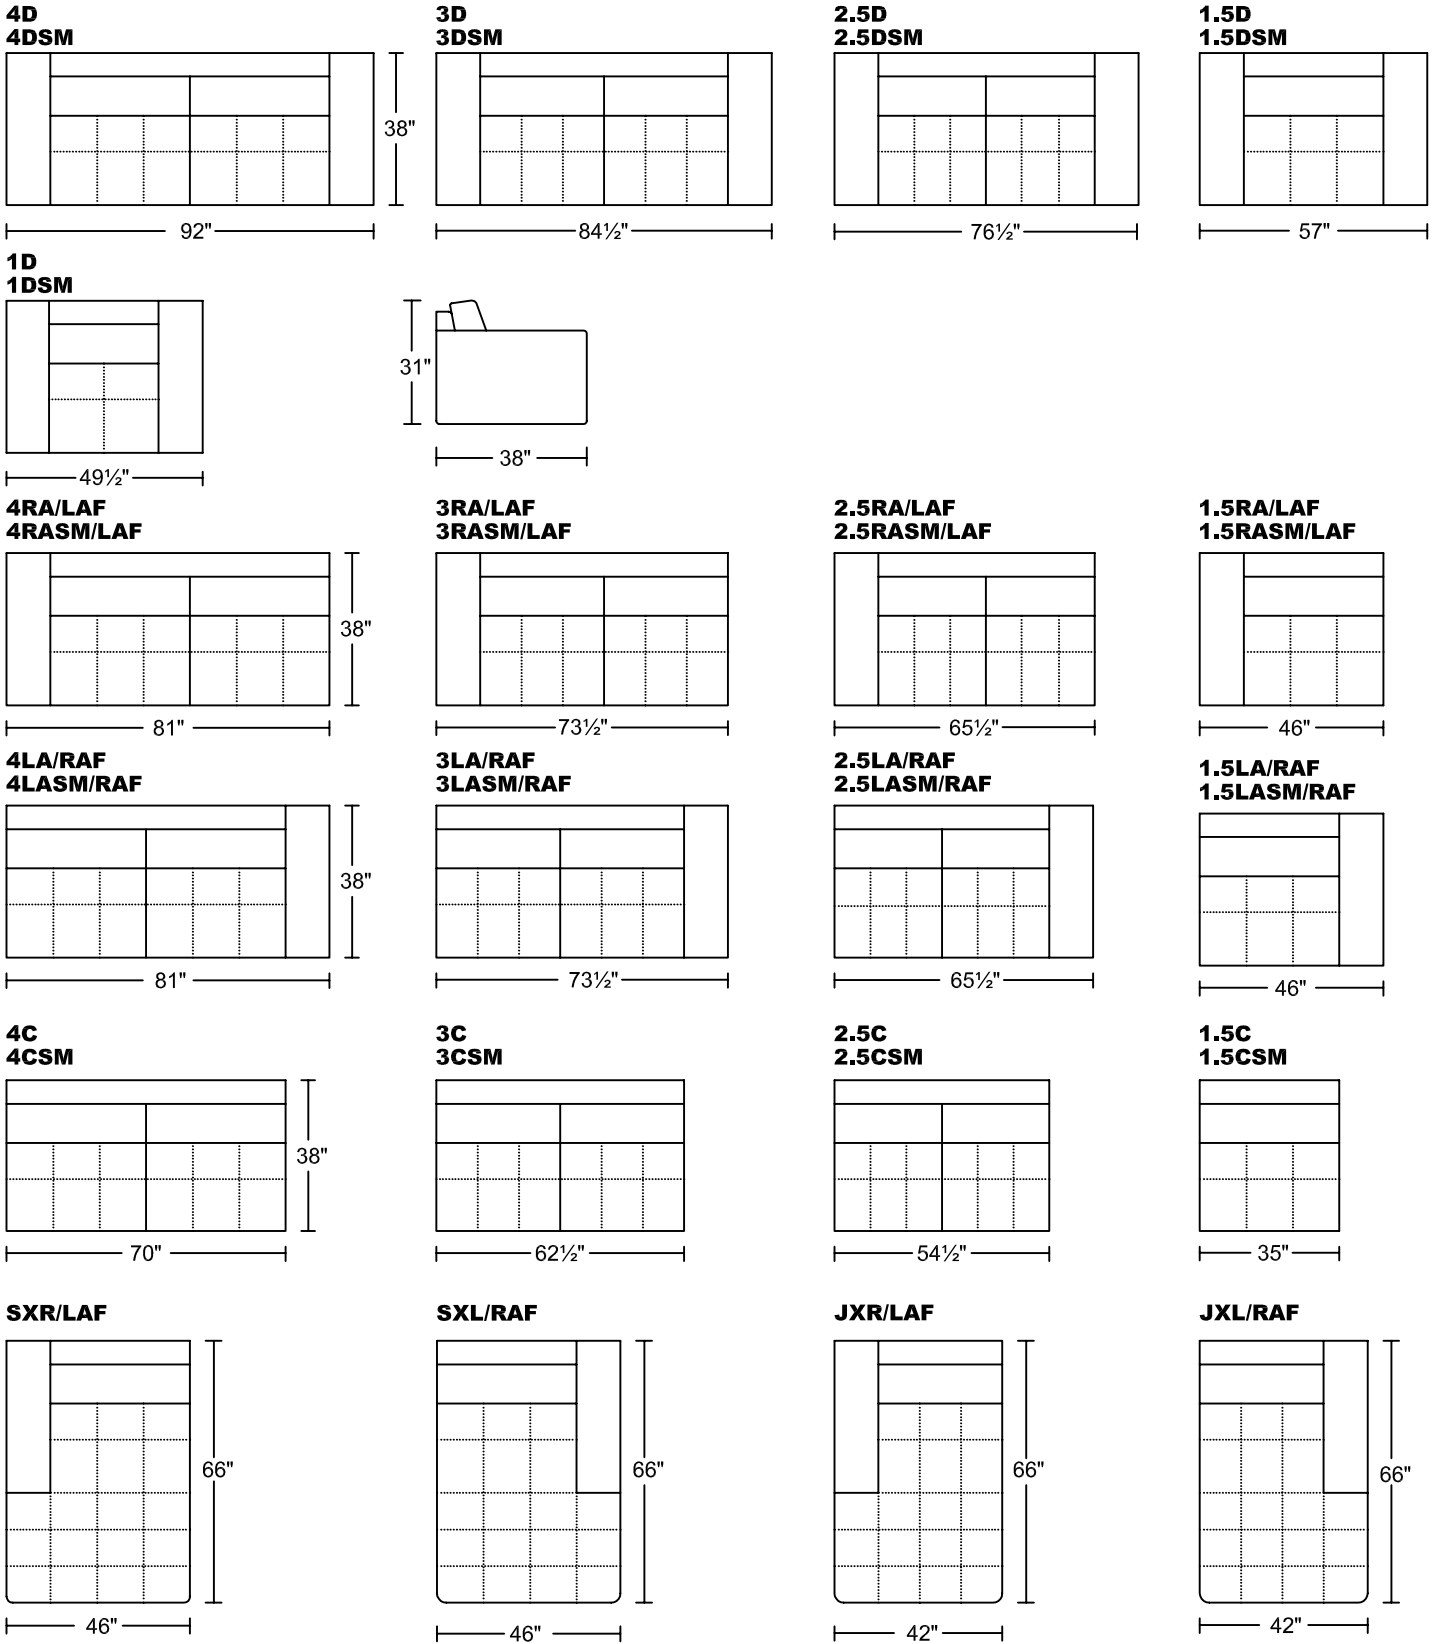 4D
4DSM
3D
3DSM
2.5D
2.5DSM
1.5D
1.5DSM
38"
92"
84½"
76½"
57"
1D
1DSM
31"
49½"
38"
4RA/LAF
4RASM/LAF
3RA/LAF
3RASM/LAF
2.5RA/LAF
2.5RASM/LAF
1.5RA/LAF
1.5RASM/LAF
38"
81"
73½"
65½"
46"
4LA/RAF
4LASM/RAF
3LA/RAF
3LASM/RAF
2.5LA/RAF
2.5LASM/RAF
1.5LA/RAF
1.5LASM/RAF
38"
81"
73½"
65½"
46"
4C
4CSM
3C
3CSM
2.5C
2.5CSM
1.5C
1.5CSM
38"
70"
62½"
54½"
35"
SXR/LAF
SXL/RAF
JXR/LAF
JXL/RAF
66"
66"
66"
66"
46"
46"
42"
42"